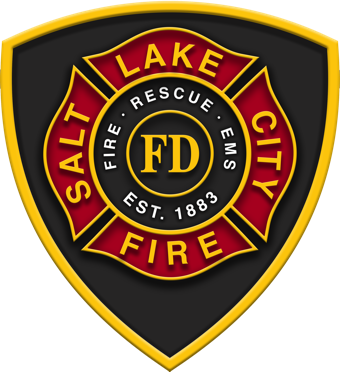 SALT LAKE CITY
FIRE
FIRE · RESCUE · EMS
EST. 1883
FD